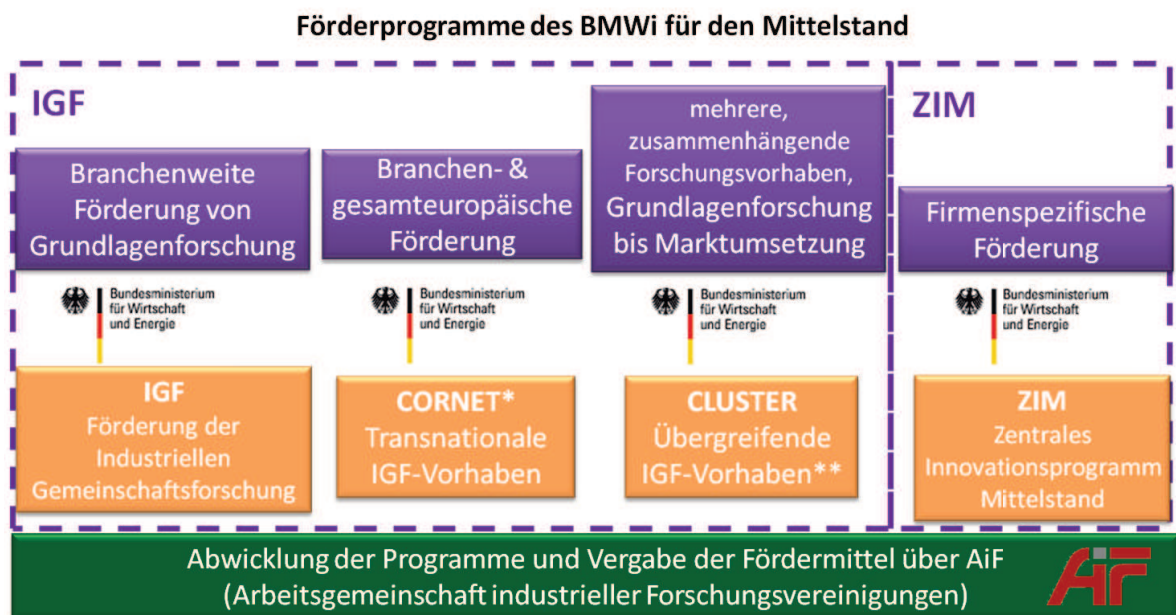 Förderprogramme des BMWi für den Mittelstand
IGF
Branchenweite
Förderung von
Grundlagenforschung
Bundesministerium
für Wirtschaft
und Energie
IGF
Förderung der
Industriellen
Gemeinschaftsforschung
Branchen- &
gesamteuropäische
Förderung
Bundesministerium
für Wirtschaft
und Energie
CORNET*
Transnationale
IGF-Vorhaben
mehrere,
zusammenhängende
Forschungsvorhaben,
Grundlagenforschung
bis Marktumsetzung
Bundesministerium
für Wirtschaft
und Energie
CLUSTER
Übergreifende
IGF-Vorhaben**
ZIM
Firmenspezifische
Förderung
Bundesministerium
für Wirtschaft
und Energie
ZIM
Zentrales
Innovationsprogramm
Mittelstand
Abwicklung der Programme und Vergabe der Fördermittel über AiF
(Arbeitsgemeinschaft industrieller Forschungsvereinigungen)
AiF